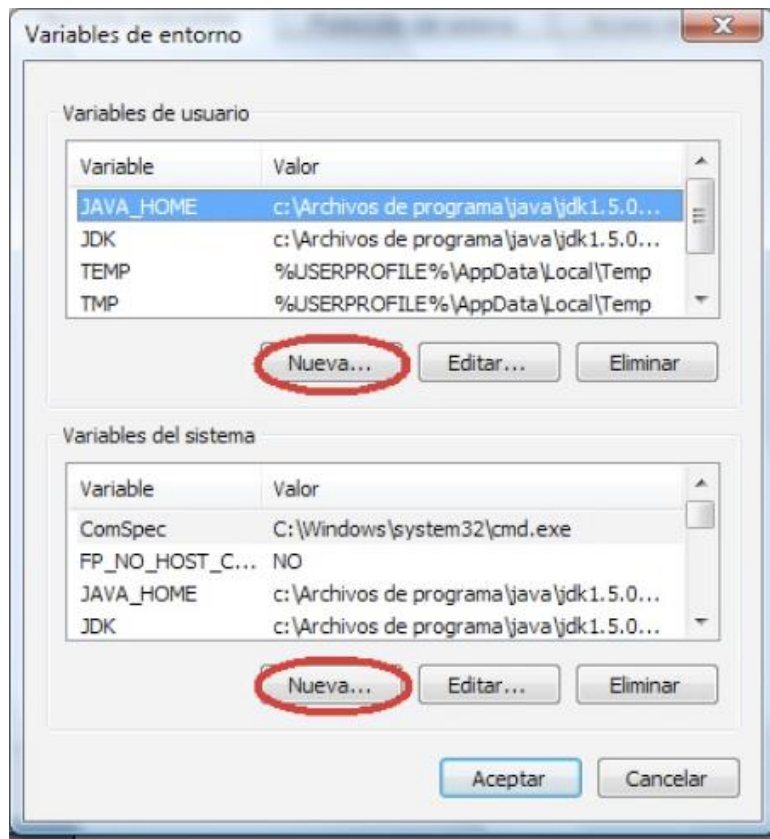 Variables de entorno
Variables de usuario
Variable Valor
JAVA_HOME c:\Archivos de programa\java\jdk1.5.0...
JDK c:\Archivos de programa\java\jdk1.5.0...
TEMP %USERPROFILE%\AppData\Local\Temp
TMP %USERPROFILE%\AppData\Local\Temp
Nueva... Editar... Eliminar
Variables del sistema
Variable Valor
ComSpec C:\Windows\system32\cmd.exe
FP_NO_HOST_C... NO
JAVA_HOME c:\Archivos de programa\java\jdk1.5.0...
JDK c:\Archivos de programa\java\jdk1.5.0...
Nueva... Editar... Eliminar
Aceptar Cancelar